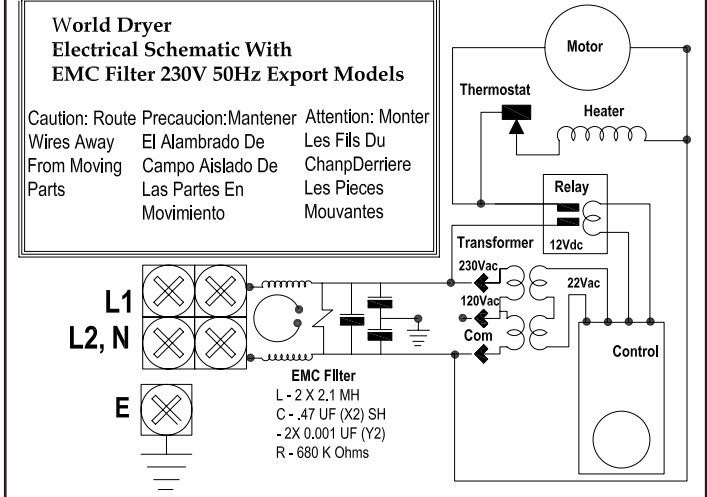 World Dryer
Electrical Schematic With
EMC Filter 230V 50Hz Export Models
Caution: Route
Wires Away
From Moving
Parts
Precaucion:Mantener
El Alambrado De
Campo Aislado De
Las Partes En
Movimiento
Attention: Monter
Les Fils Du
ChanpDerriere
Les Pieces
Mouvantes
Motor
Thermostat
Heater
Relay
12Vdc
Transformer
230Vac
22Vac
120Vac
Com
Control
L1
L2, N
E
EMC Filter
L - 2 X 2.1 MH
C - .47 UF (X2) SH
- 2X 0.001 UF (Y2)
R - 680 K Ohms